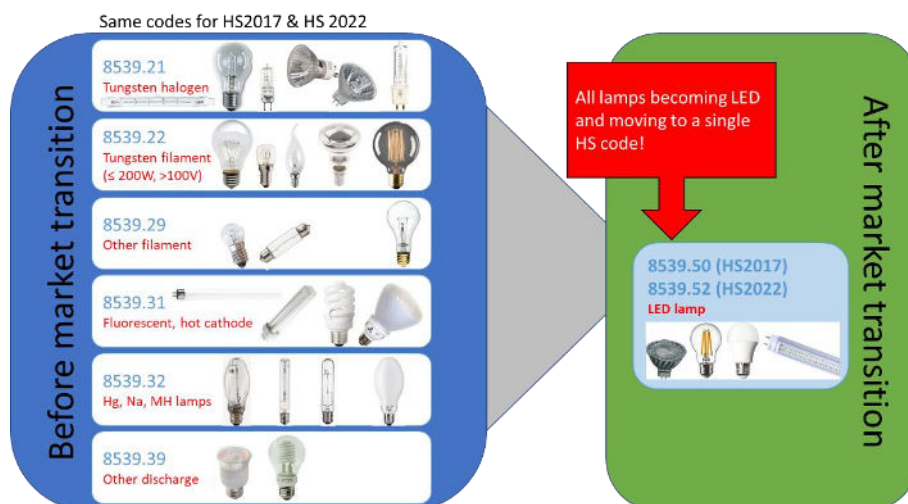 Same codes for HS2017 & HS 2022
Before market transition
8539.21
Tungsten halogen
8539.22
Tungsten filament
(≤ 200W, >100V)
8539.29
Other filament
8539.31
Fluorescent, hot cathode
8539.32
Hg, Na, MH lamps
8539.39
Other discharge
All lamps becoming LED
and moving to a single
HS code!
8539.50 (HS2017)
8539.52 (HS2022)
LED lamp
After market transition